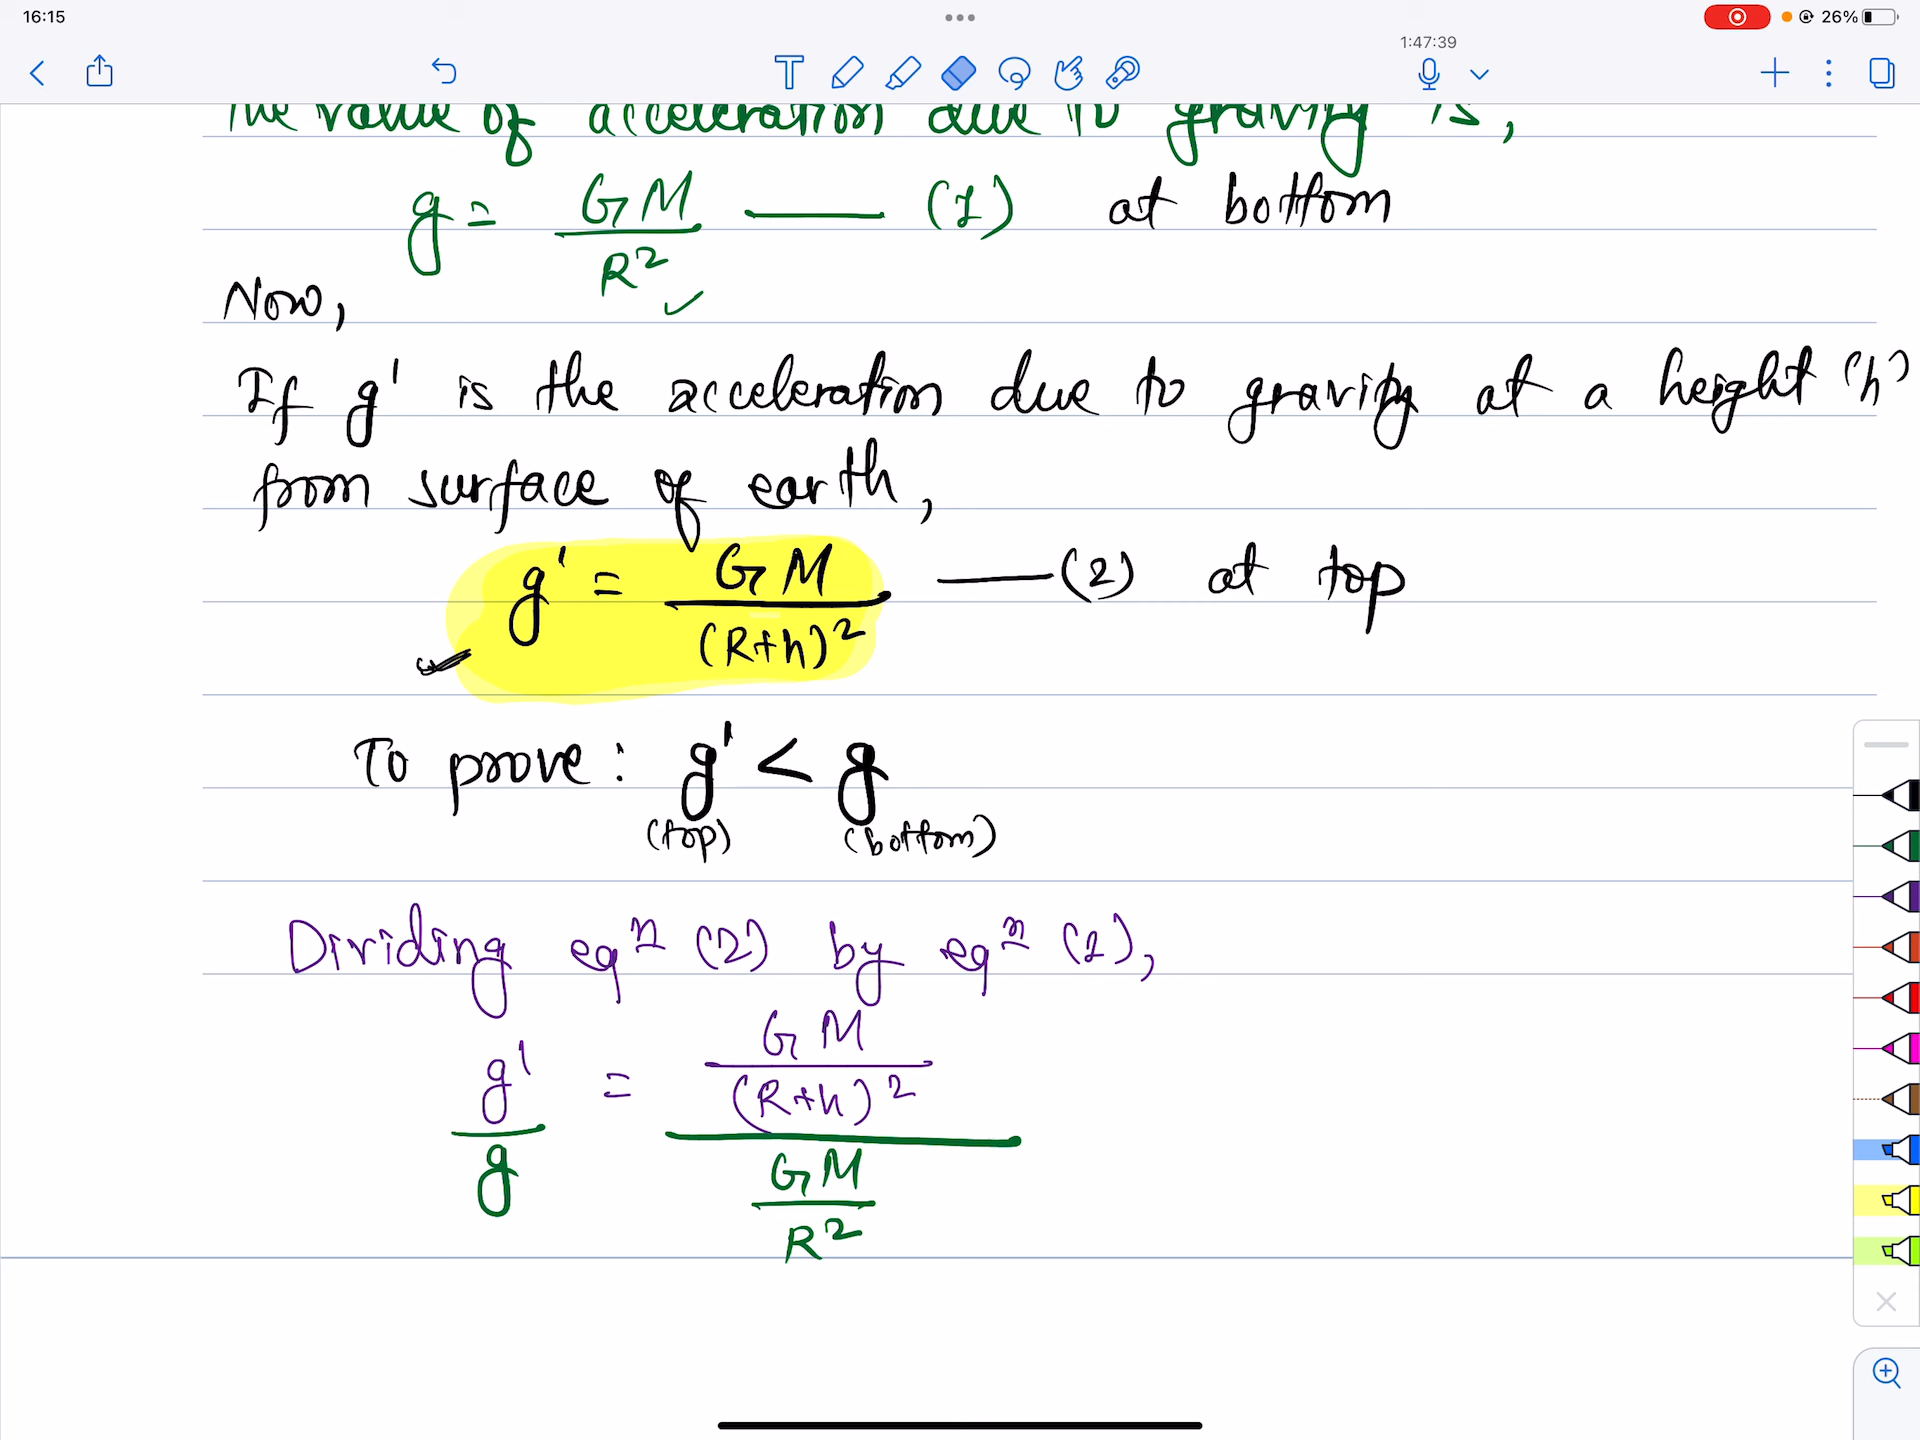 16:15
26%
1:47:39
The value of acceleration due to gravity is,
g = GM / R² —— (1) at bottom
Now,
If g' is the acceleration due to gravity at a height 'h'
from surface of earth,
g' = GM / (R+h)² —— (2) at top
To prove : g' < g
(top) (bottom)
Dividing eqⁿ (2) by eqⁿ (1),
g' / g = GM / (R+h)² / GM / R²